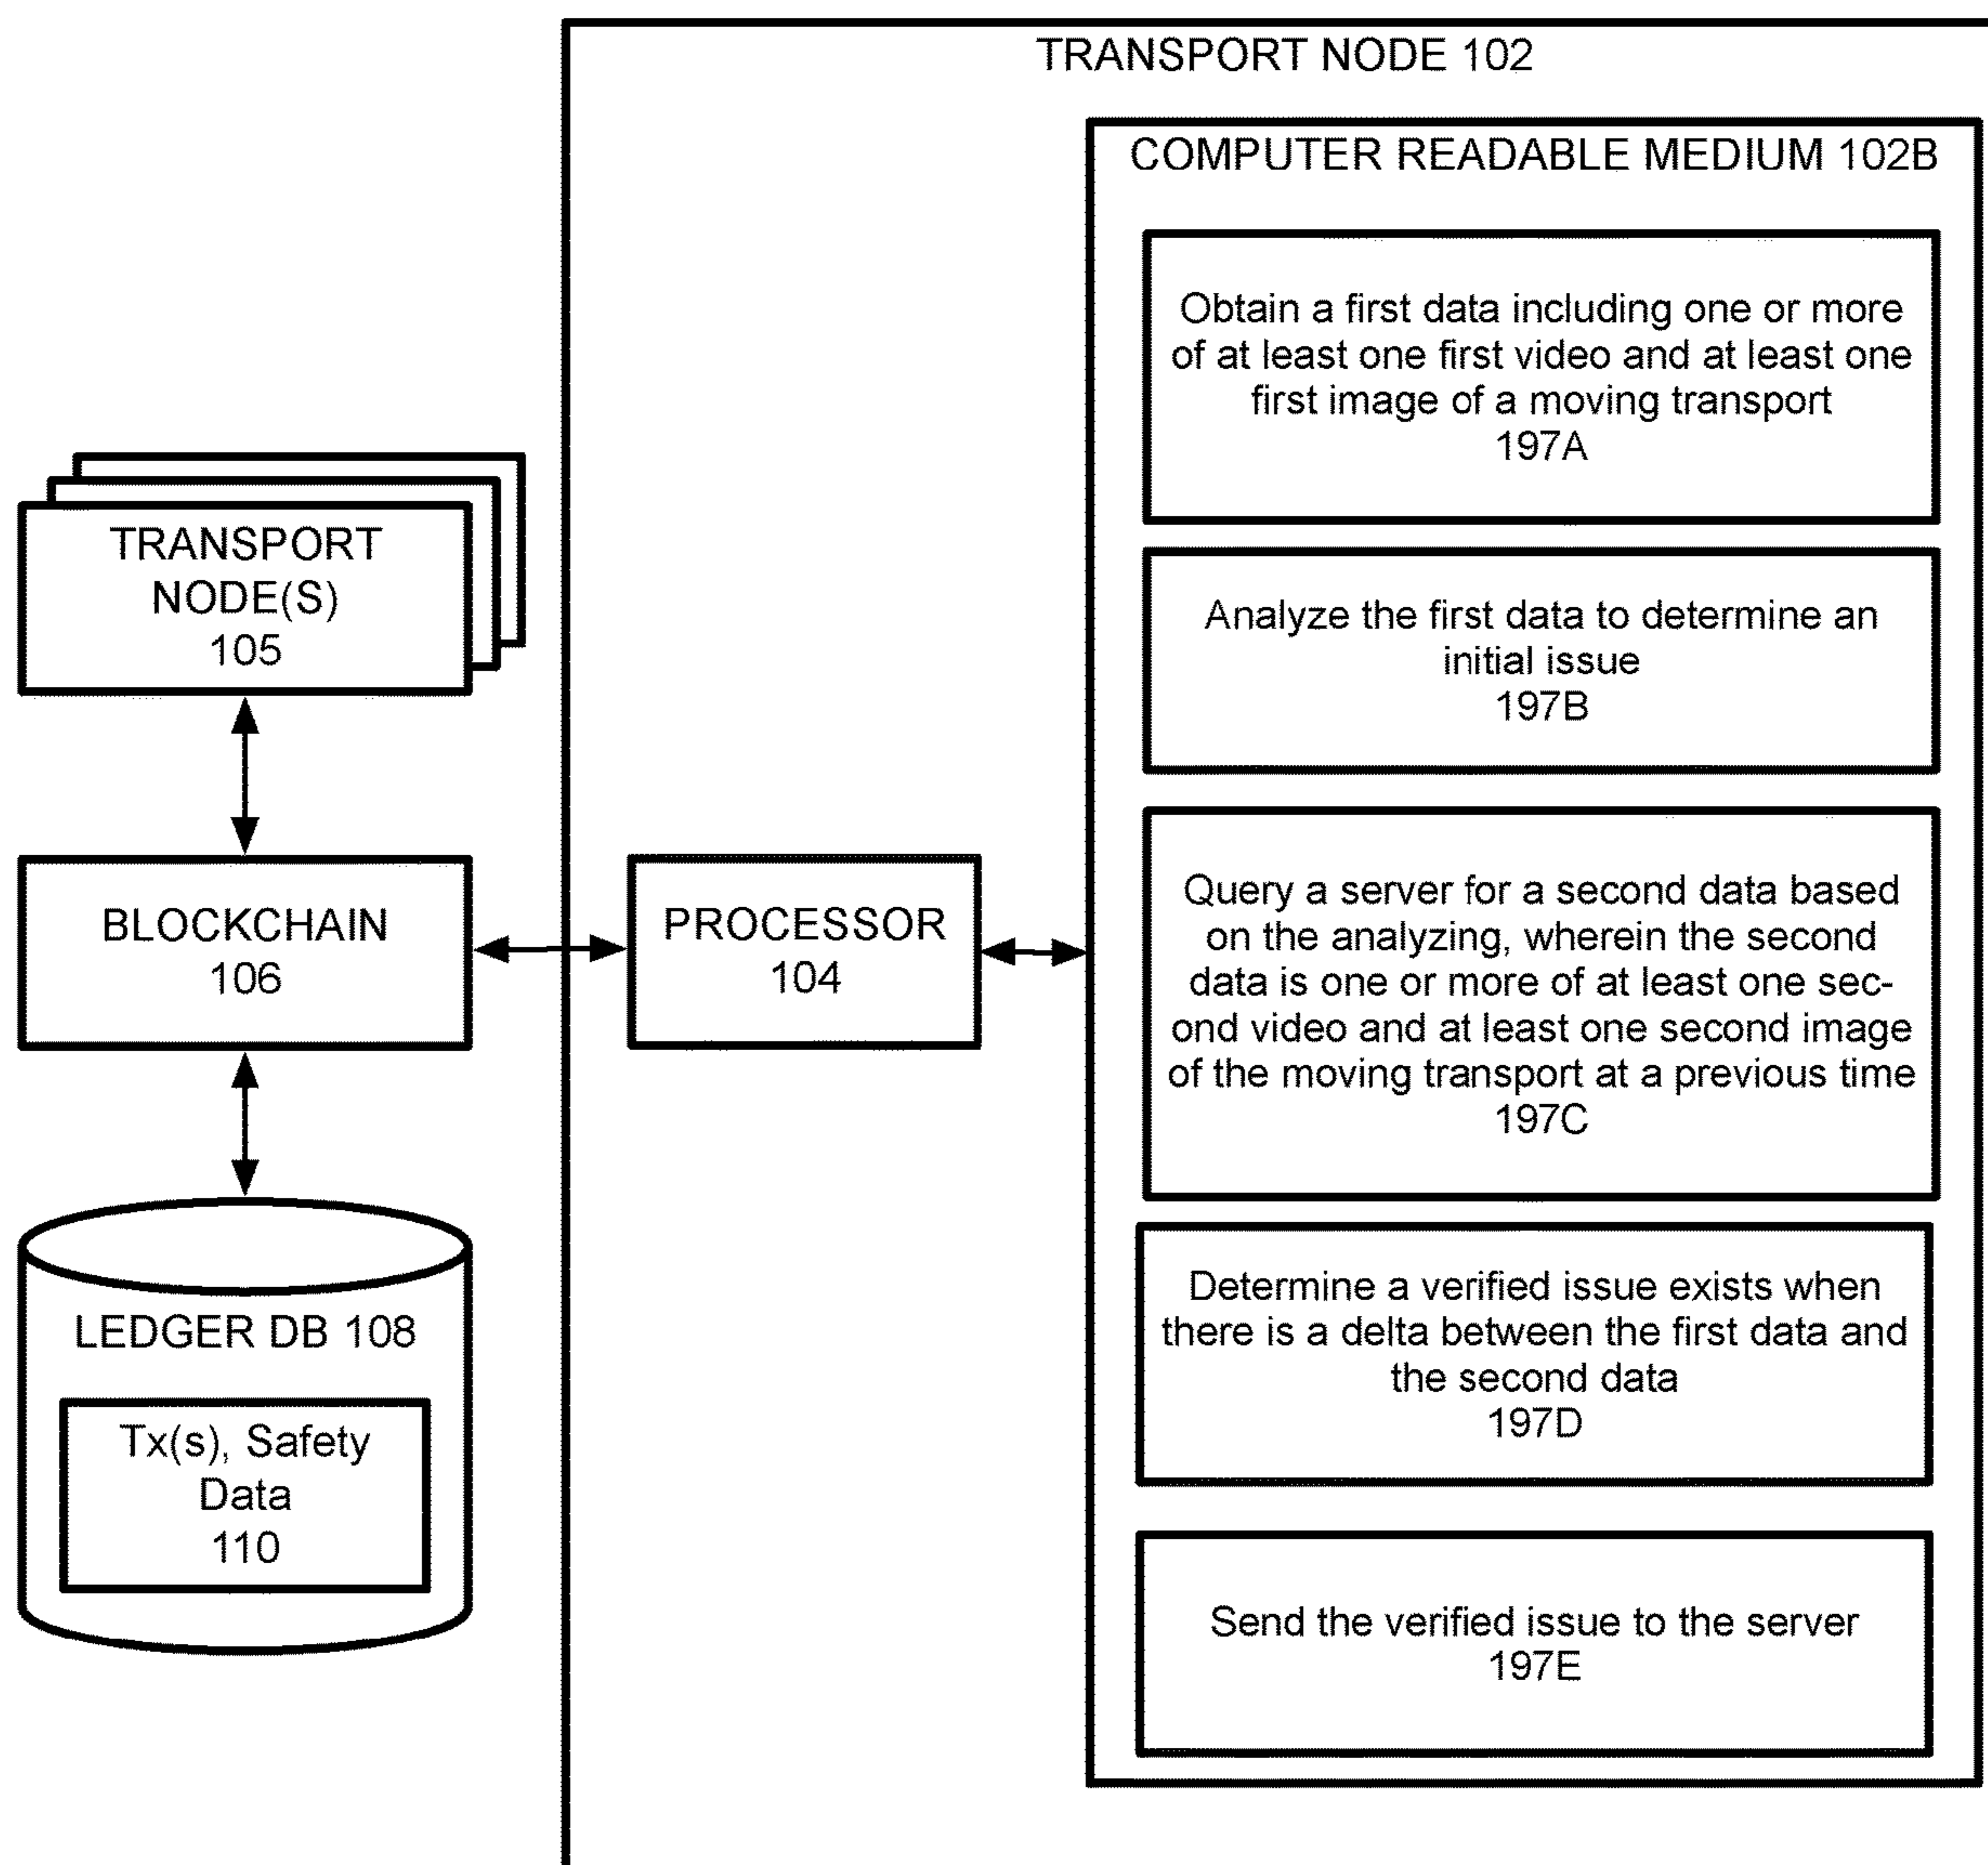 TRANSPORT NODE 102
COMPUTER READABLE MEDIUM 102B
Obtain a first data including one or more
of at least one first video and at least one
first image of a moving transport
197A
Analyze the first data to determine an
initial issue
197B
Query a server for a second data based
on the analyzing, wherein the second
data is one or more of at least one sec-
ond video and at least one second image
of the moving transport at a previous time
197C
Determine a verified issue exists when
there is a delta between the first data and
the second data
197D
Send the verified issue to the server
197E
PROCESSOR
104
TRANSPORT
NODE(S)
105
BLOCKCHAIN
106
LEDGER DB 108
Tx(s), Safety
Data
110